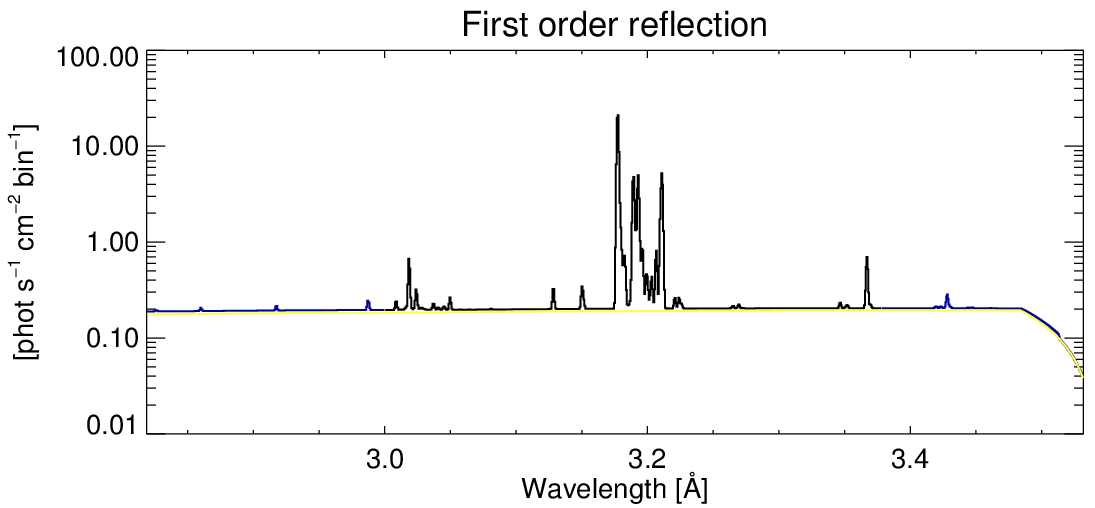 First order reflection
100.00
10.00
1.00
0.10
0.01
[phot s⁻¹ cm⁻² bin⁻¹]
3.0 3.2 3.4
Wavelength [Å]